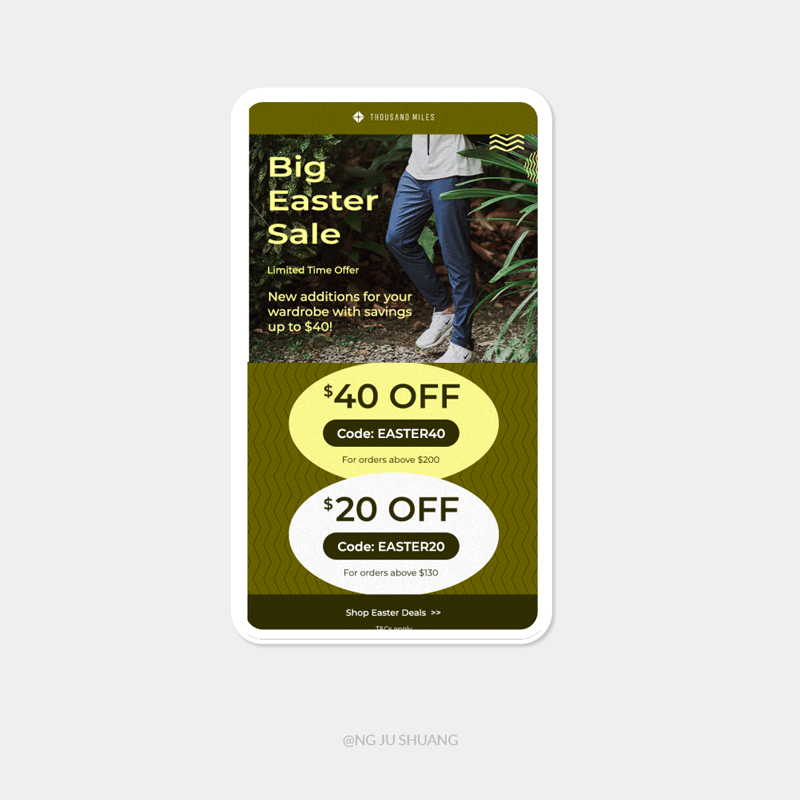 THOUSAND MILES
Big
Easter
Sale
Limited Time Offer
New additions for your
wardrobe with savings
up to $40!
$40 OFF
Code: EASTER40
For orders above $200
$20 OFF
Code: EASTER20
For orders above $130
Shop Easter Deals >>
T&Cs apply
@NG JU SHUANG